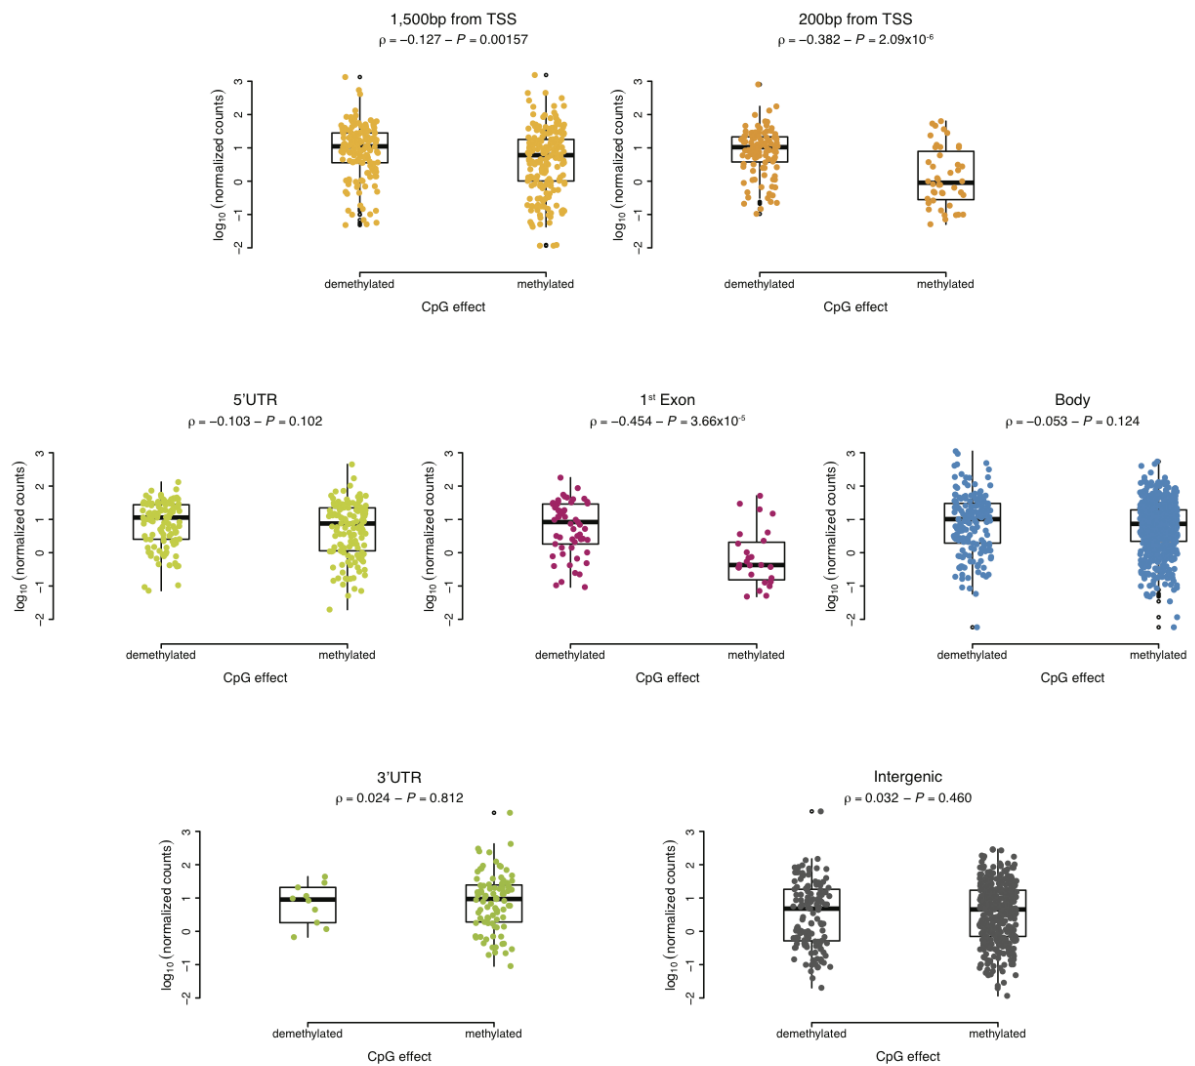 1,500bp from TSS
ρ = −0.127 − P = 0.00157
3
2
1
0
−1
−2
log10 (normalized counts)
demethylated
methylated
CpG effect
200bp from TSS
ρ = −0.382 − P = 2.09x10-6
3
2
1
0
−1
−2
log10 (normalized counts)
demethylated
methylated
CpG effect
5'UTR
ρ = −0.103 − P = 0.102
3
2
1
0
−1
−2
log10 (normalized counts)
demethylated
methylated
CpG effect
1st Exon
ρ = −0.454 − P = 3.66x10-5
3
2
1
0
−1
−2
log10 (normalized counts)
demethylated
methylated
CpG effect
Body
ρ = −0.053 − P = 0.124
3
2
1
0
−1
−2
log10 (normalized counts)
demethylated
methylated
CpG effect
3'UTR
ρ = 0.024 − P = 0.812
3
2
1
0
−1
−2
log10 (normalized counts)
demethylated
methylated
CpG effect
Intergenic
ρ = 0.032 − P = 0.460
3
2
1
0
−1
−2
log10 (normalized counts)
demethylated
methylated
CpG effect